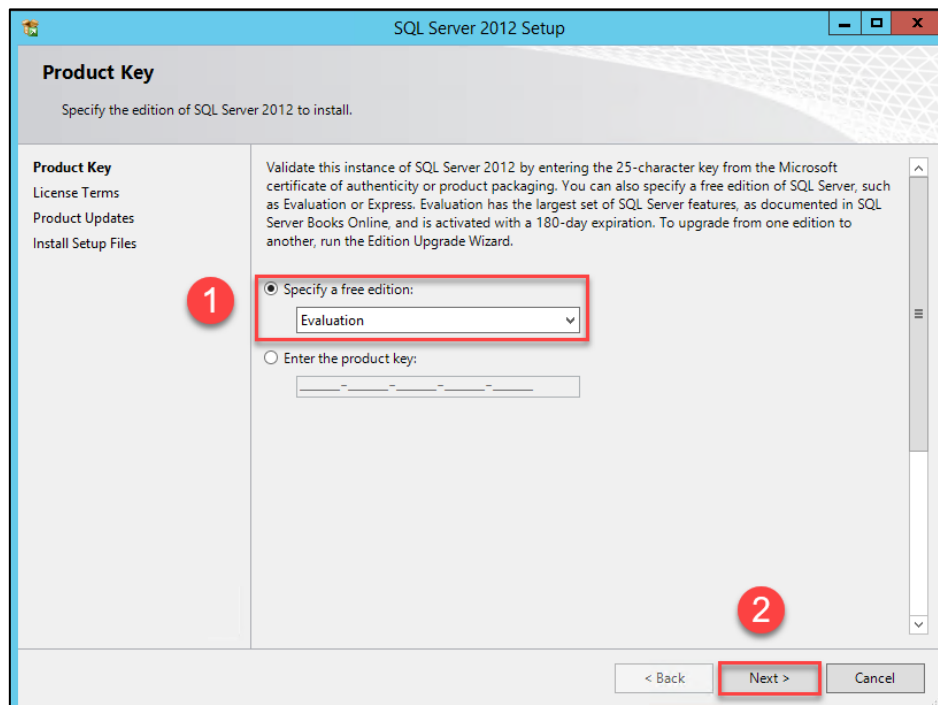 SQL Server 2012 Setup
Product Key
Specify the edition of SQL Server 2012 to install.
Product Key
License Terms
Product Updates
Install Setup Files
Validate this instance of SQL Server 2012 by entering the 25-character key from the Microsoft
certificate of authenticity or product packaging. You can also specify a free edition of SQL Server, such
as Evaluation or Express. Evaluation has the largest set of SQL Server features, as documented in SQL
Server Books Online, and is activated with a 180-day expiration. To upgrade from one edition to
another, run the Edition Upgrade Wizard.
1
Specify a free edition:
Evaluation
Enter the product key:
_____-_____-_____-_____-_____
2
< Back
Next >
Cancel